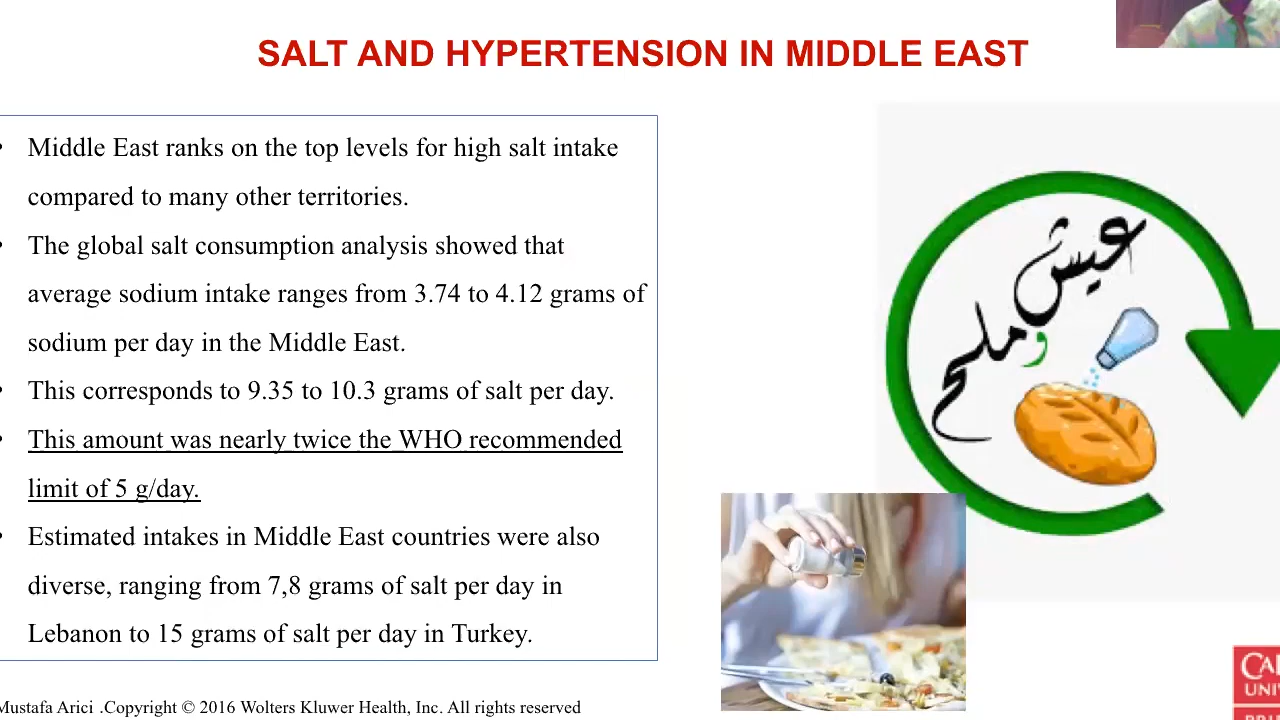 SALT AND HYPERTENSION IN MIDDLE EAST
• Middle East ranks on the top levels for high salt intake
compared to many other territories.
• The global salt consumption analysis showed that
average sodium intake ranges from 3.74 to 4.12 grams of
sodium per day in the Middle East.
• This corresponds to 9.35 to 10.3 grams of salt per day.
• This amount was nearly twice the WHO recommended
limit of 5 g/day.
• Estimated intakes in Middle East countries were also
diverse, ranging from 7,8 grams of salt per day in
Lebanon to 15 grams of salt per day in Turkey.
عيش
و ملح
Mustafa Arici .Copyright © 2016 Wolters Kluwer Health, Inc. All rights reserved